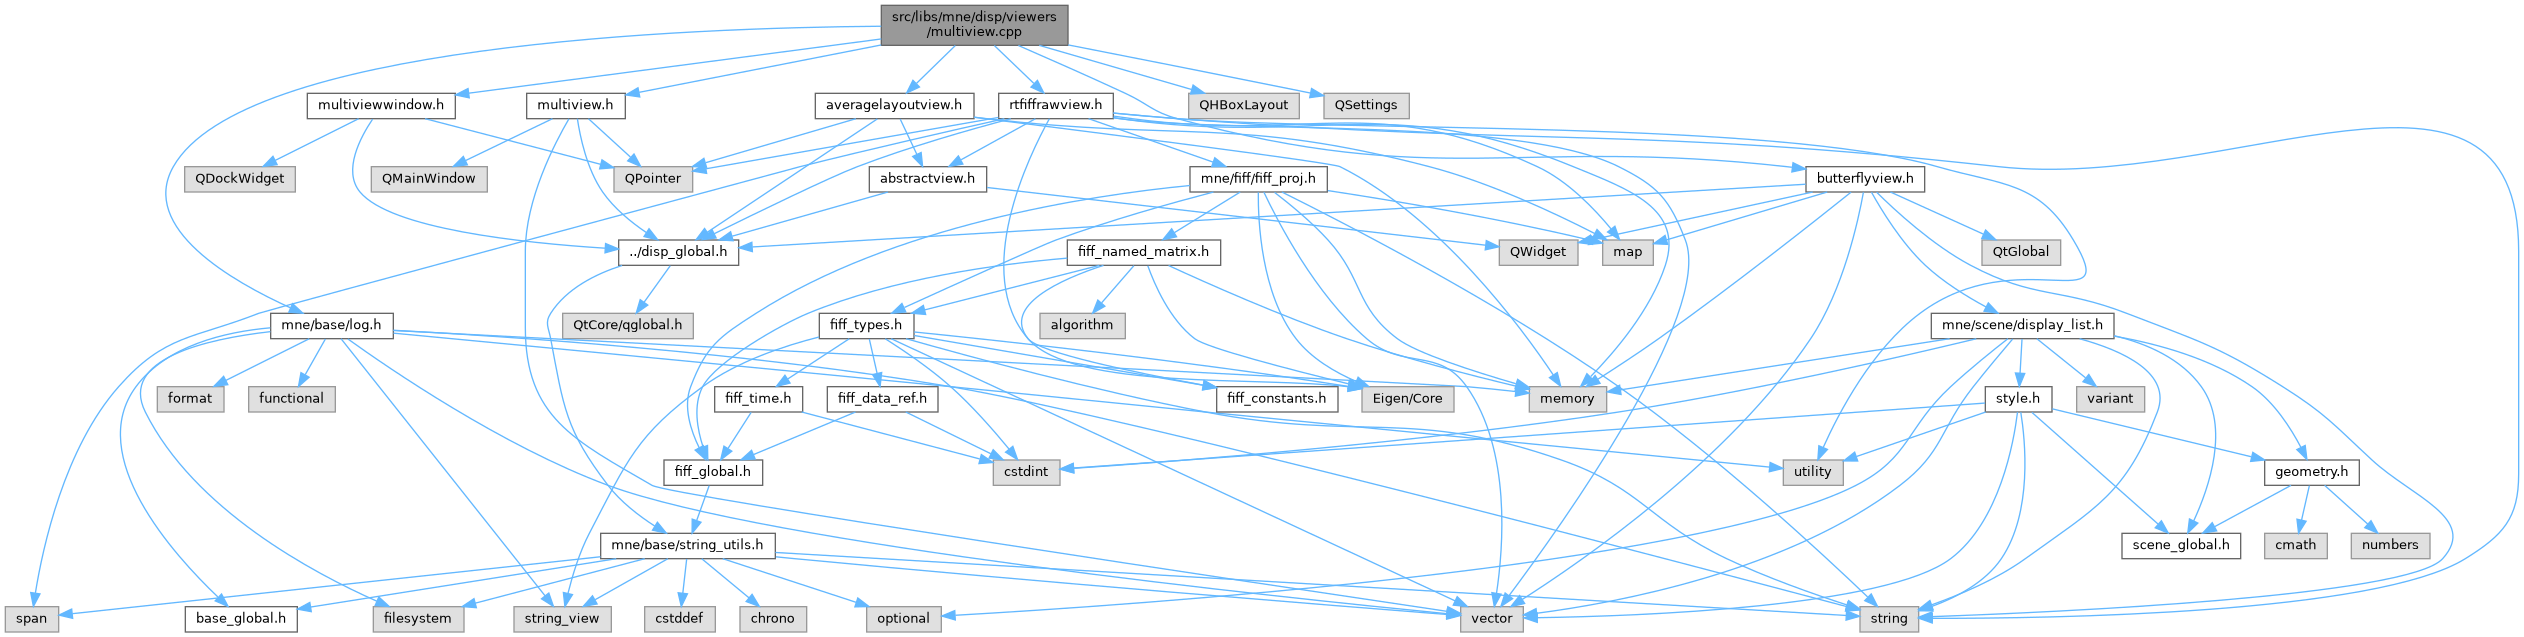 src/libs/mne/disp/viewers
/multiview.cpp
multiviewwindow.h
multiview.h
averagelayoutview.h
rtfiffrawview.h
QHBoxLayout
QSettings
QDockWidget
QMainWindow
QPointer
abstractview.h
mne/fiff/fiff_proj.h
butterflyview.h
../disp_global.h
fiff_named_matrix.h
QWidget
map
QtGlobal
mne/base/log.h
QtCore/qglobal.h
fiff_types.h
algorithm
mne/scene/display_list.h
format
functional
fiff_time.h
fiff_data_ref.h
fiff_constants.h
Eigen/Core
memory
style.h
variant
fiff_global.h
cstdint
utility
geometry.h
mne/base/string_utils.h
scene_global.h
cmath
numbers
span
base_global.h
filesystem
string_view
cstddef
chrono
optional
vector
string